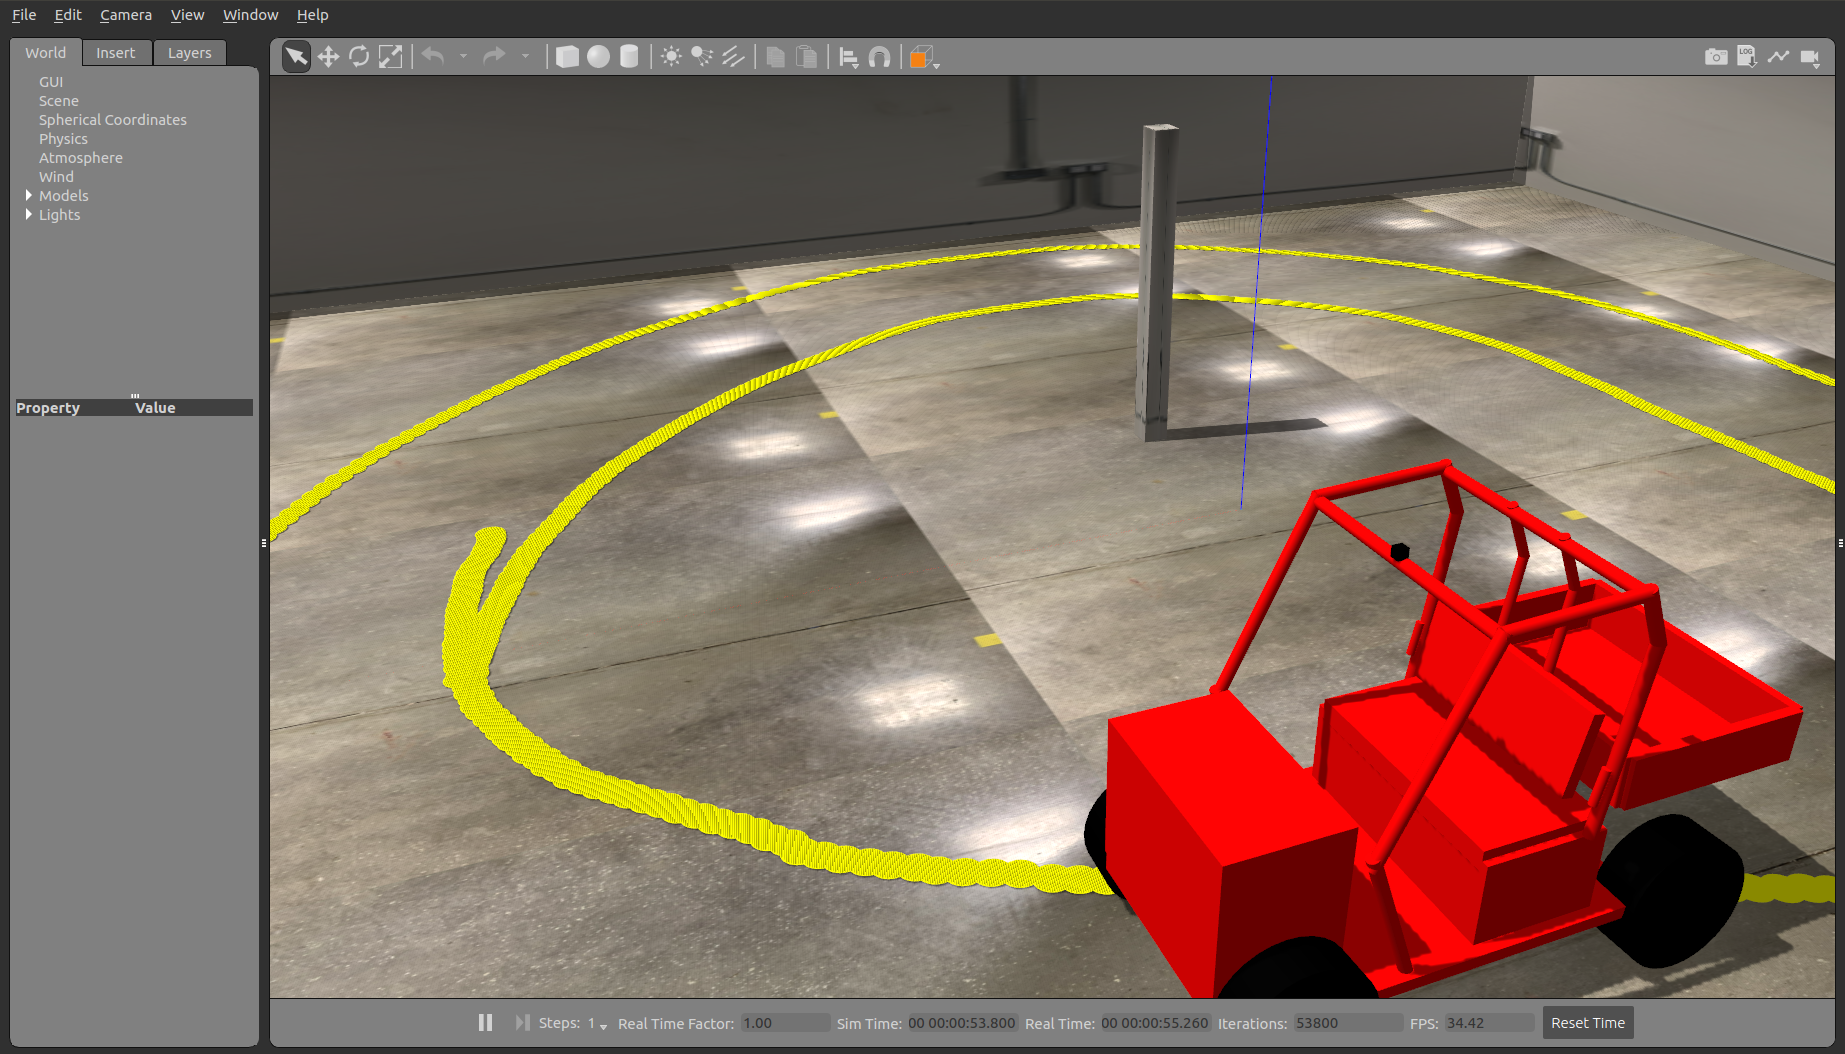 File Edit Camera View Window Help
World Insert Layers
LOG
GUI
Scene
Spherical Coordinates
Physics
Atmosphere
Wind
Models
Lights
Property Value
Steps: 1 Real Time Factor: 1.00 Sim Time: 00 00:00:53.800 Real Time: 00 00:00:55.260 Iterations: 53800 FPS: 34.42 Reset Time